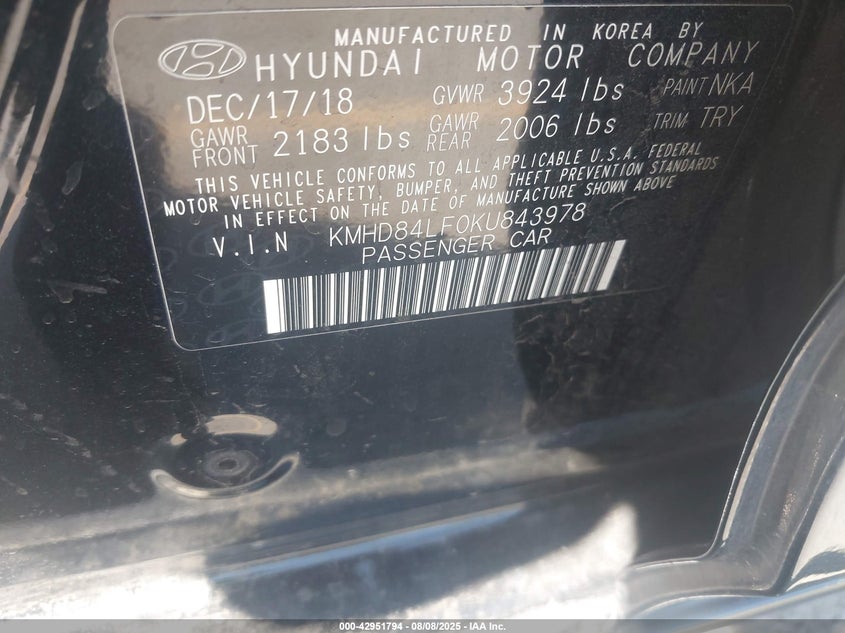 MANUFACTURED IN KOREA BY
HYUNDAI MOTOR COMPANY
DEC/17/18 GVWR 3924 lbs PAINT NKA
GAWR FRONT 2183 lbs GAWR REAR 2006 lbs TRIM TRY
THIS VEHICLE CONFORMS TO ALL APPLICABLE U.S.A. FEDERAL
MOTOR VEHICLE SAFETY, BUMPER, AND THEFT PREVENTION STANDARDS
IN EFFECT ON THE DATE OF MANUFACTURE SHOWN ABOVE
V.I.N KMHD84LF0KU843978
PASSENGER CAR
000-42951794 - 08/08/2025 - IAA Inc.